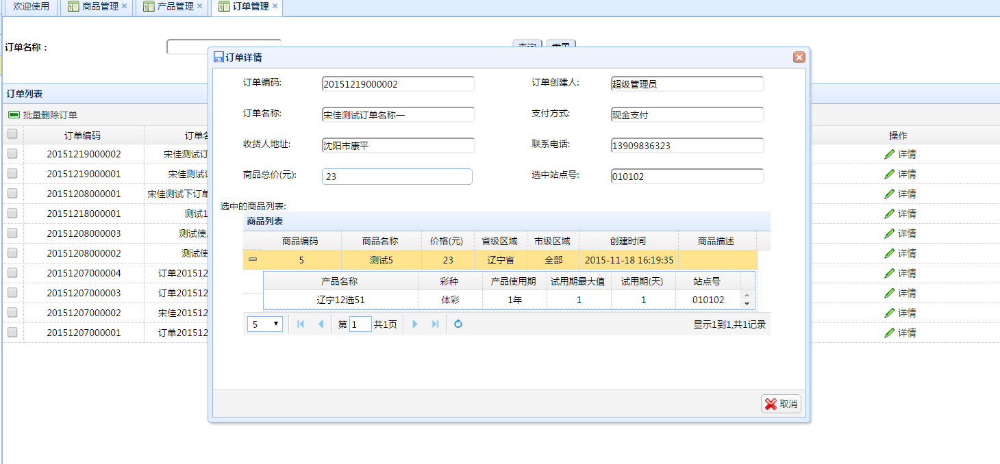 欢迎使用 商品管理 产品管理 订单管理
订单名称：
查询 重置
订单详情
订单编码: 20151219000002 订单创建人: 超级管理员
订单名称: 宋佳测试订单名称一 支付方式: 现金支付
收货人地址: 沈阳市康平 联系电话: 13909836323
商品总价(元): 23 选中站点号: 010102
选中的商品列表:
商品列表
商品编码 商品名称 价格(元) 省级区域 市级区域 创建时间 商品描述
5 测试5 23 辽宁省 全部 2015-11-18 16:19:35
产品名称 彩种 产品使用期 试用期最大值 试用期(天) 站点号
辽宁12选51 体彩 1年 1 1 010102
5 第 1 共1页 显示1到1,共1记录
取消
订单列表
批量删除订单
订单编码 订单名 操作
20151219000002 宋佳测试订 详情
20151219000001 宋佳测试 详情
20151208000001 宋佳测试下订单 详情
20151218000001 测试1 详情
20151208000003 测试使 详情
20151208000002 测试使 详情
20151207000004 订单201512 详情
20151207000003 订单201512 详情
20151207000002 宋佳201512 详情
20151207000001 订单201512 详情